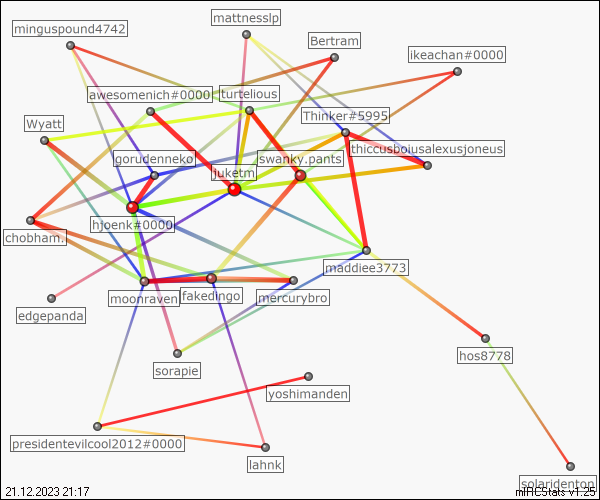 mattnesslp
minguspound4742
Bertram
ikeachan#0000
awesomenich#0000
turtelious
Thinker#5995
Wyatt
thiccusboiusalexusjoneus
gorudennekø
swanky.pants
juketm
hjoenk#0000
chobham.
maddiee3773
moonraven
fakedingo
mercurybro
edgepanda
hos8778
sorapie
yoshimanden
presidentevilcool2012#0000
lahnk
solaridenton
21.12.2023 21:17
mIRCStats v1.25